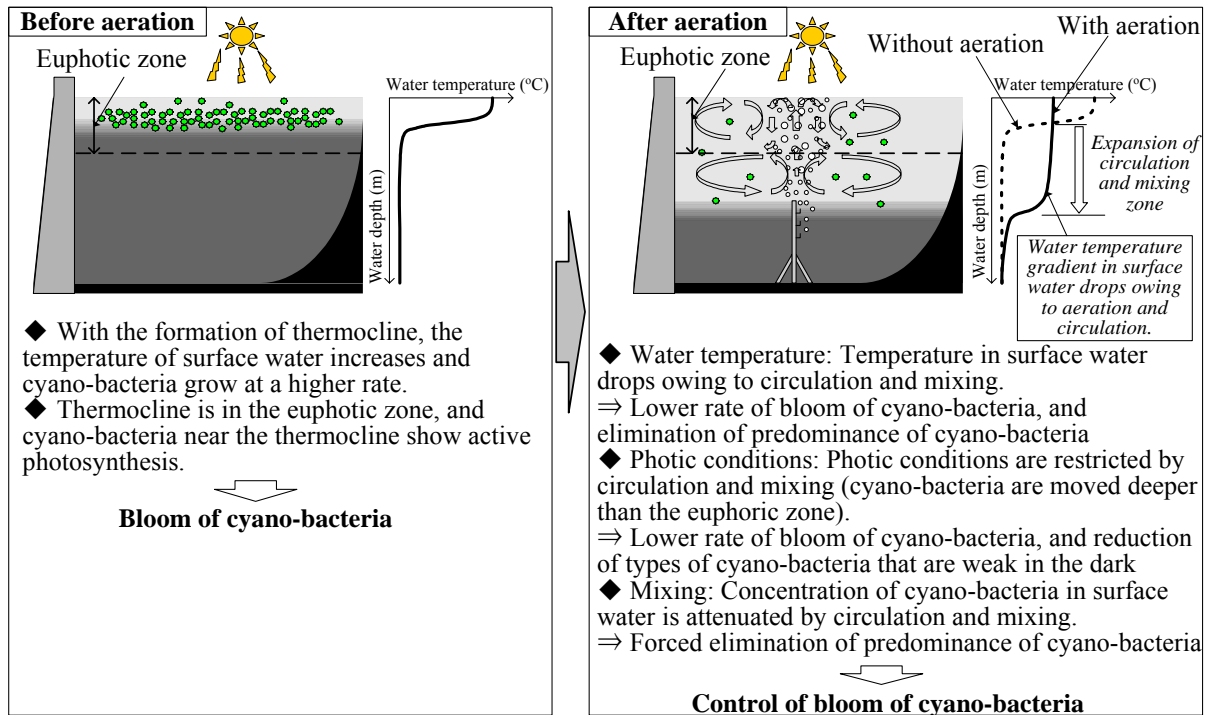 Before aeration
Euphotic zone
Water temperature (ºC)
Water depth (m)
◆ With the formation of thermocline, the
temperature of surface water increases and
cyano-bacteria grow at a higher rate.
◆ Thermocline is in the euphotic zone, and
cyano-bacteria near the thermocline show active
photosynthesis.
Bloom of cyano-bacteria
After aeration
With aeration
Without aeration
Euphotic zone
Water temperature (ºC)
Water depth (m)
Expansion of
circulation
and mixing
zone
Water temperature
gradient in surface
water drops owing
to aeration and
circulation.
◆ Water temperature: Temperature in surface water
drops owing to circulation and mixing.
⇒ Lower rate of bloom of cyano-bacteria, and
elimination of predominance of cyano-bacteria
◆ Photic conditions: Photic conditions are restricted by
circulation and mixing (cyano-bacteria are moved deeper
than the euphoric zone).
⇒ Lower rate of bloom of cyano-bacteria, and reduction
of types of cyano-bacteria that are weak in the dark
◆ Mixing: Concentration of cyano-bacteria in surface
water is attenuated by circulation and mixing.
⇒ Forced elimination of predominance of cyano-bacteria
Control of bloom of cyano-bacteria